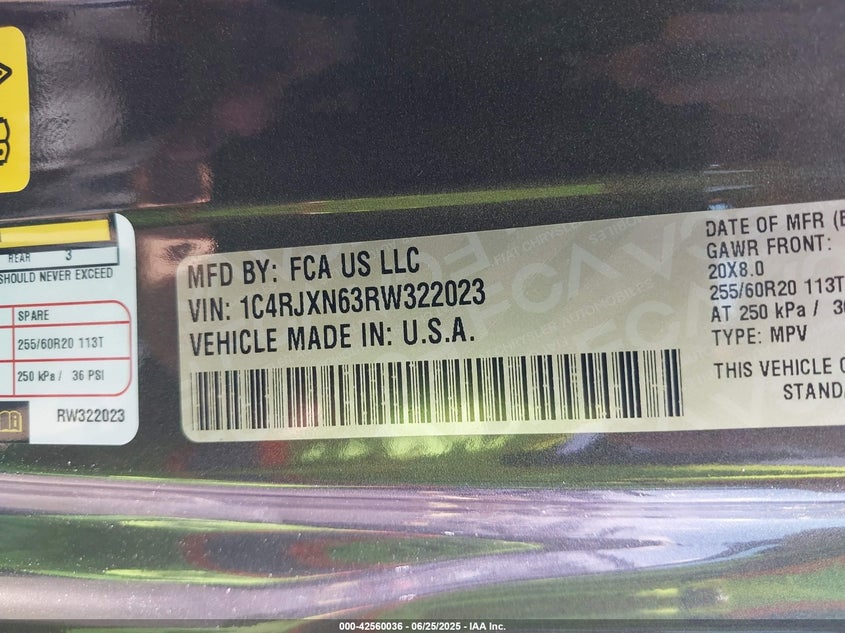 REAR 3
SHOULD NEVER EXCEED
SPARE
255/60R20 113T
250 kPa / 36 PSI
RW322023
MFD BY: FCA US LLC
VIN: 1C4RJXN63RW322023
VEHICLE MADE IN: U.S.A.
DATE OF MFR (
GAWR FRONT:
20X8.0
255/60R20 113T
AT 250 kPa /
TYPE: MPV
THIS VEHICLE
000-42560036 | 06/25/2025 - IAA Inc.